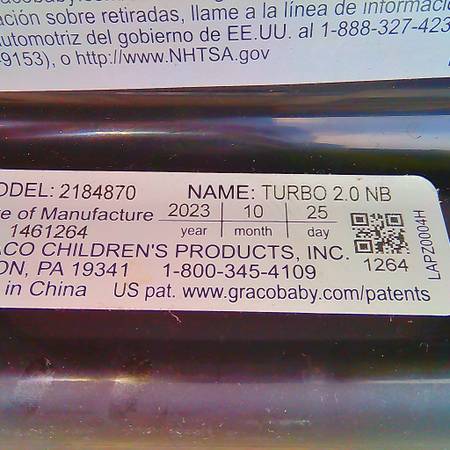 ación sobre retiradas, llame a la línea de información
automotriz del gobierno de EE.UU. al 1-888-327-423
-9153), o http://www.NHTSA.gov
MODEL: 2184870 NAME: TURBO 2.0 NB
te of Manufacture 2023 10 25
1461264 year month day
ACO CHILDREN'S PRODUCTS, INC.
ON, PA 19341 1-800-345-4109 1264
in China US pat. www.gracobaby.com/patents
LAPZ0004H